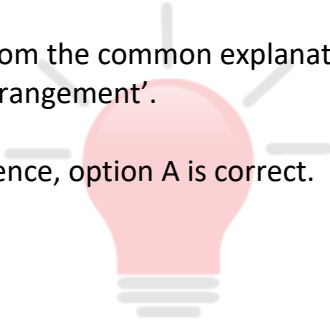 om the common explanat
rangement’.
ence, option A is correct.